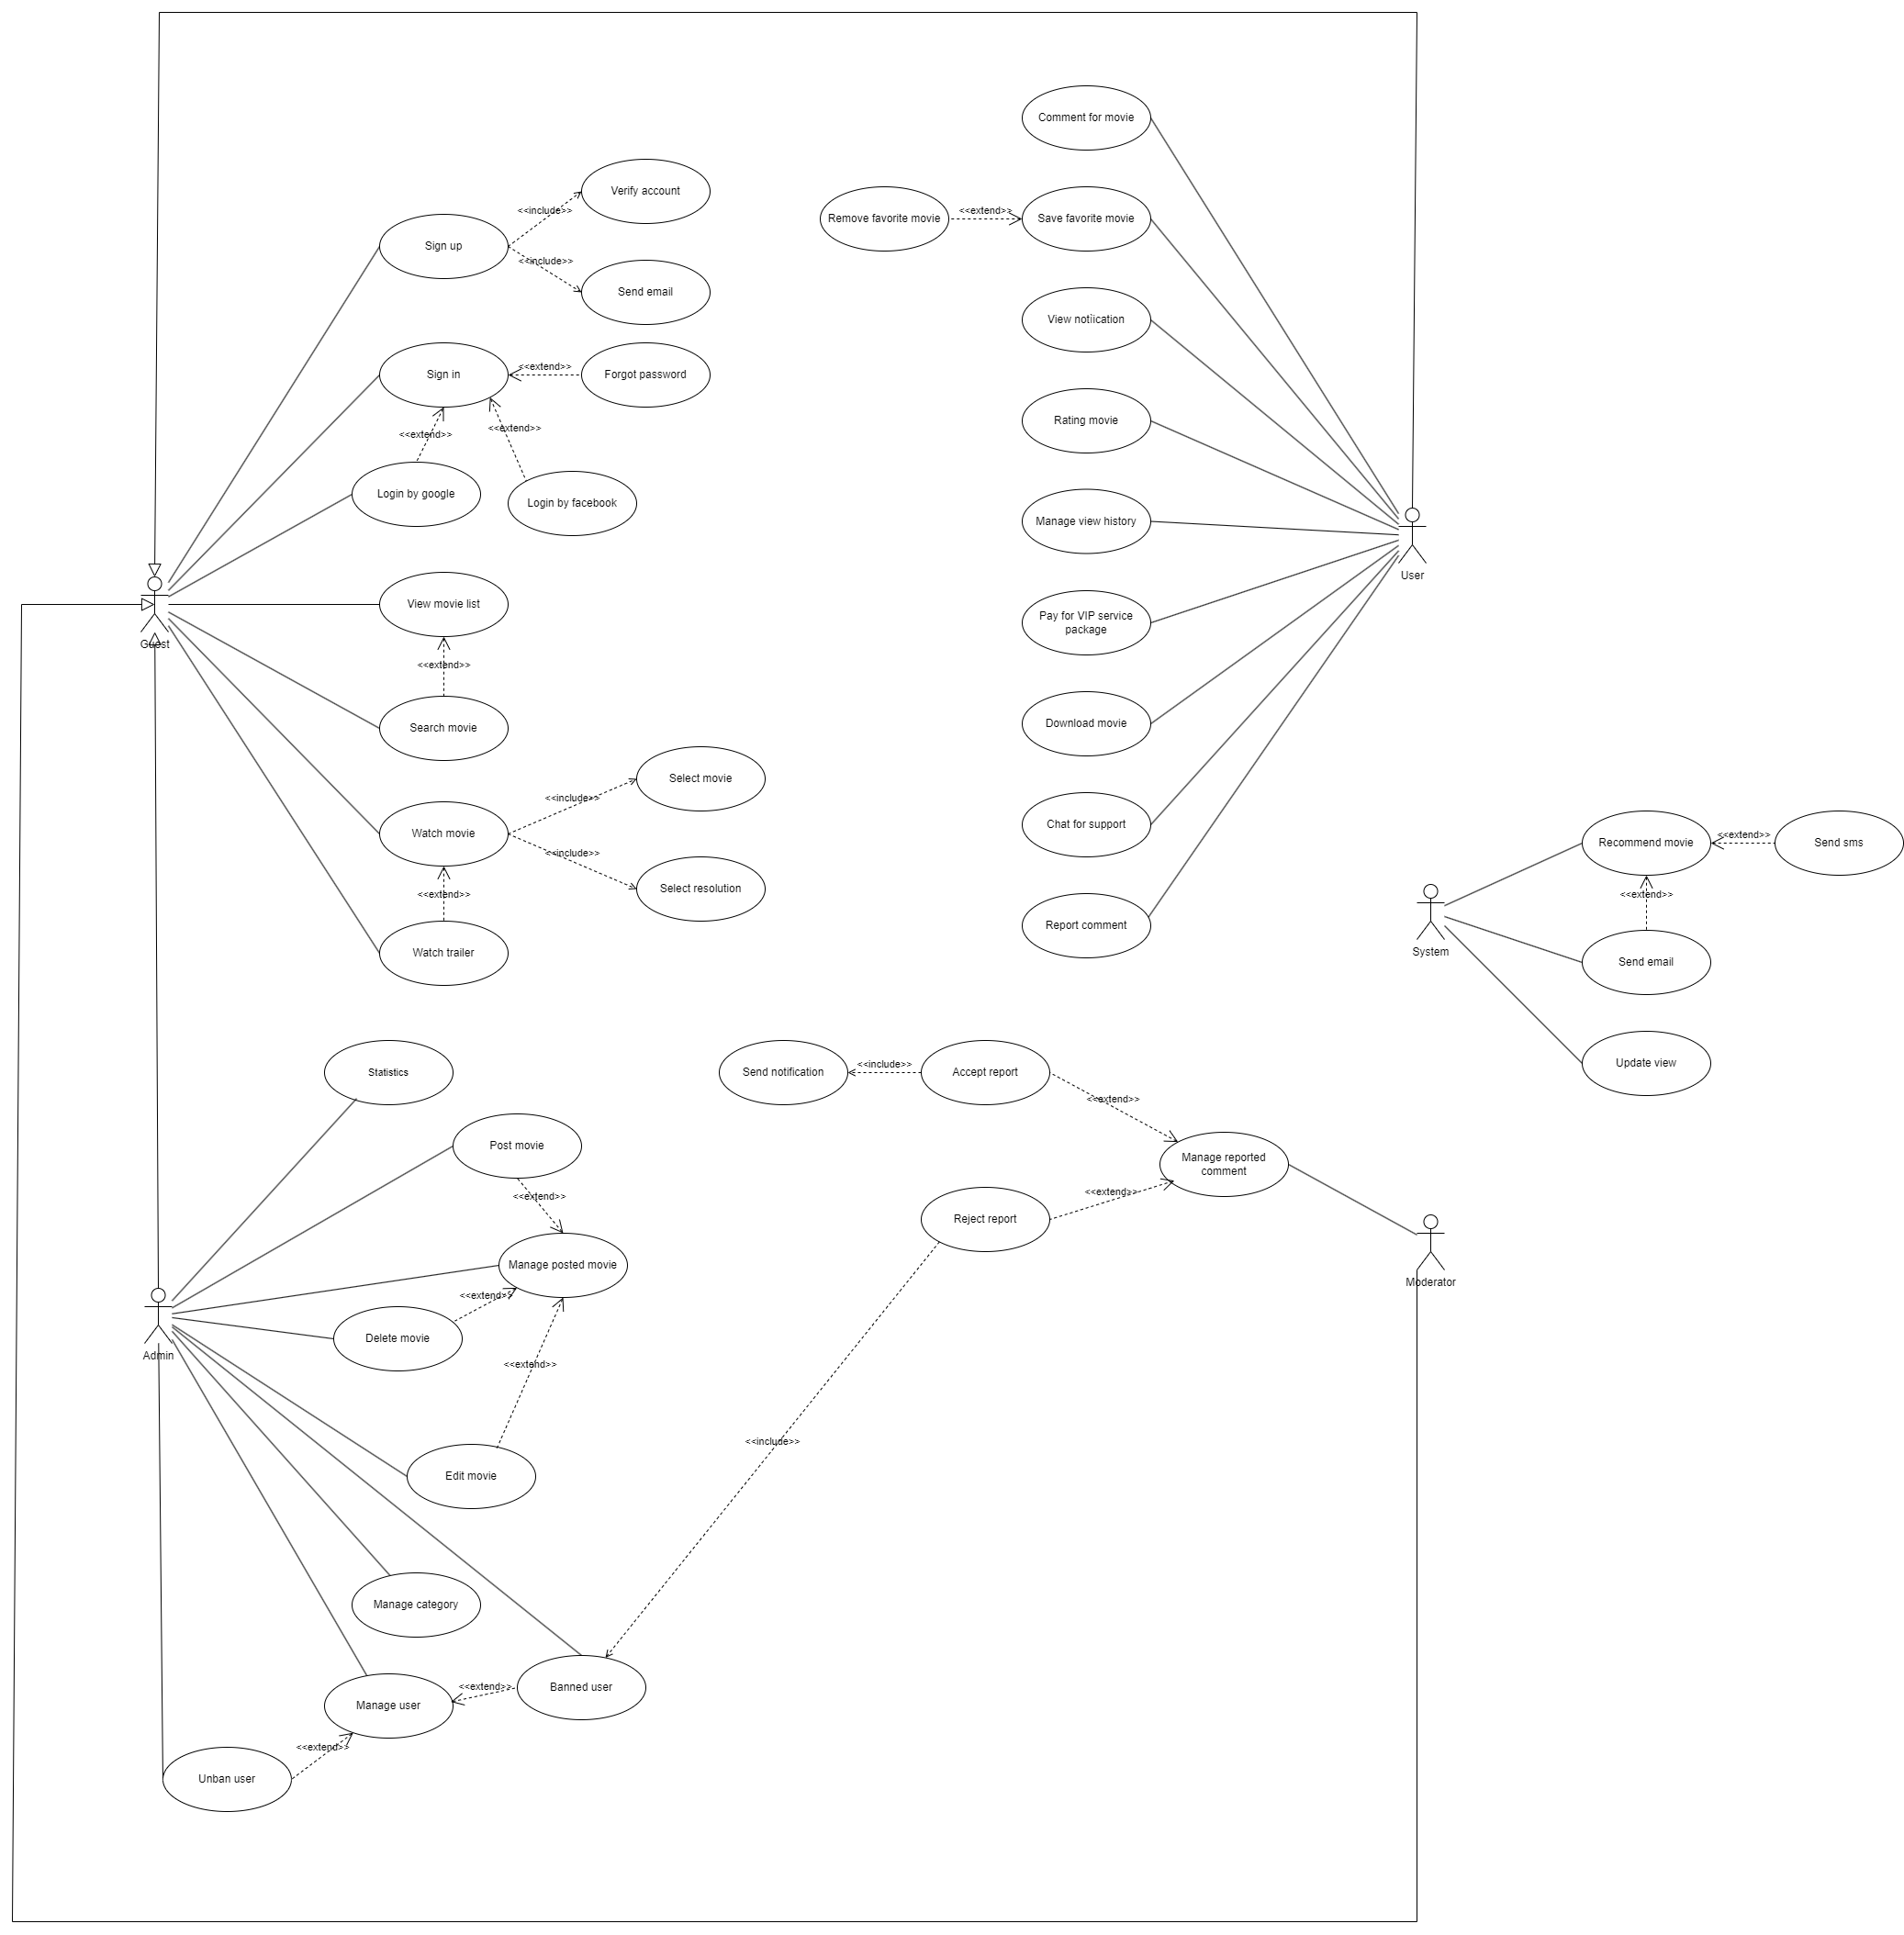 Comment for movie
Verify account
<<include>>
Remove favorite movie
<<extend>>
Save favorite movie
Sign up
<<include>>
Send email
View notiìcation
Sign in
<<extend>>
Forgot password
<<extend>>
<<extend>>
Rating movie
Login by google
Login by facebook
Manage view history
User
View movie list
Guest
Pay for VIP service
package
<<extend>>
Search movie
Download movie
Select movie
<<include>>
Watch movie
Chat for support
<<include>>
Select resolution
<<extend>>
Watch trailer
Report comment
Recommend movie
<<extend>>
Send sms
<<extend>>
System
Send email
Update view
Statistics
Send notification
<<include>>
Accept report
<<extend>>
Post movie
Manage reported
comment
<<extend>>
<<extend>>
Reject report
Manage posted movie
Moderator
<<extend>>
Delete movie
Admin
<<extend>>
<<include>>
Edit movie
Manage category
Banned user
<<extend>>
Manage user
<<extend>>
Unban user